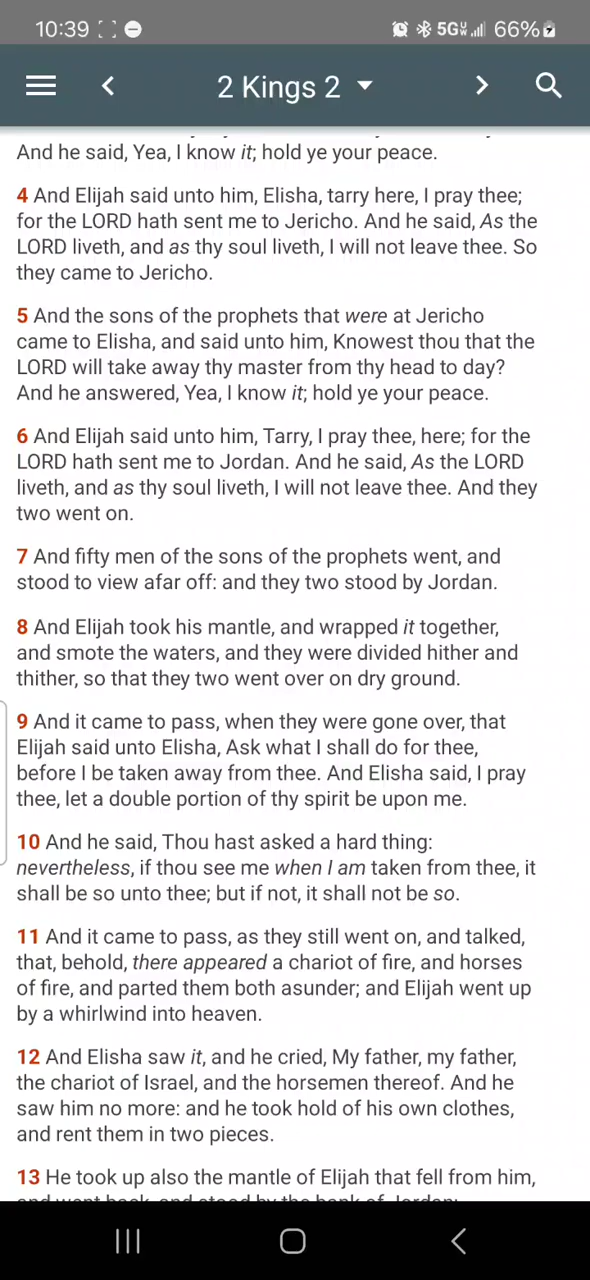 10:39 5G 66%
2 Kings 2
And he said, Yea, I know it; hold ye your peace.
4 And Elijah said unto him, Elisha, tarry here, I pray thee;
for the LORD hath sent me to Jericho. And he said, As the
LORD liveth, and as thy soul liveth, I will not leave thee. So
they came to Jericho.
5 And the sons of the prophets that were at Jericho
came to Elisha, and said unto him, Knowest thou that the
LORD will take away thy master from thy head to day?
And he answered, Yea, I know it; hold ye your peace.
6 And Elijah said unto him, Tarry, I pray thee, here; for the
LORD hath sent me to Jordan. And he said, As the LORD
liveth, and as thy soul liveth, I will not leave thee. And they
two went on.
7 And fifty men of the sons of the prophets went, and
stood to view afar off: and they two stood by Jordan.
8 And Elijah took his mantle, and wrapped it together,
and smote the waters, and they were divided hither and
thither, so that they two went over on dry ground.
9 And it came to pass, when they were gone over, that
Elijah said unto Elisha, Ask what I shall do for thee,
before I be taken away from thee. And Elisha said, I pray
thee, let a double portion of thy spirit be upon me.
10 And he said, Thou hast asked a hard thing:
nevertheless, if thou see me when I am taken from thee, it
shall be so unto thee; but if not, it shall not be so.
11 And it came to pass, as they still went on, and talked,
that, behold, there appeared a chariot of fire, and horses
of fire, and parted them both asunder; and Elijah went up
by a whirlwind into heaven.
12 And Elisha saw it, and he cried, My father, my father,
the chariot of Israel, and the horsemen thereof. And he
saw him no more: and he took hold of his own clothes,
and rent them in two pieces.
13 He took up also the mantle of Elijah that fell from him,
and went back, and stood by the bank of Jordan;